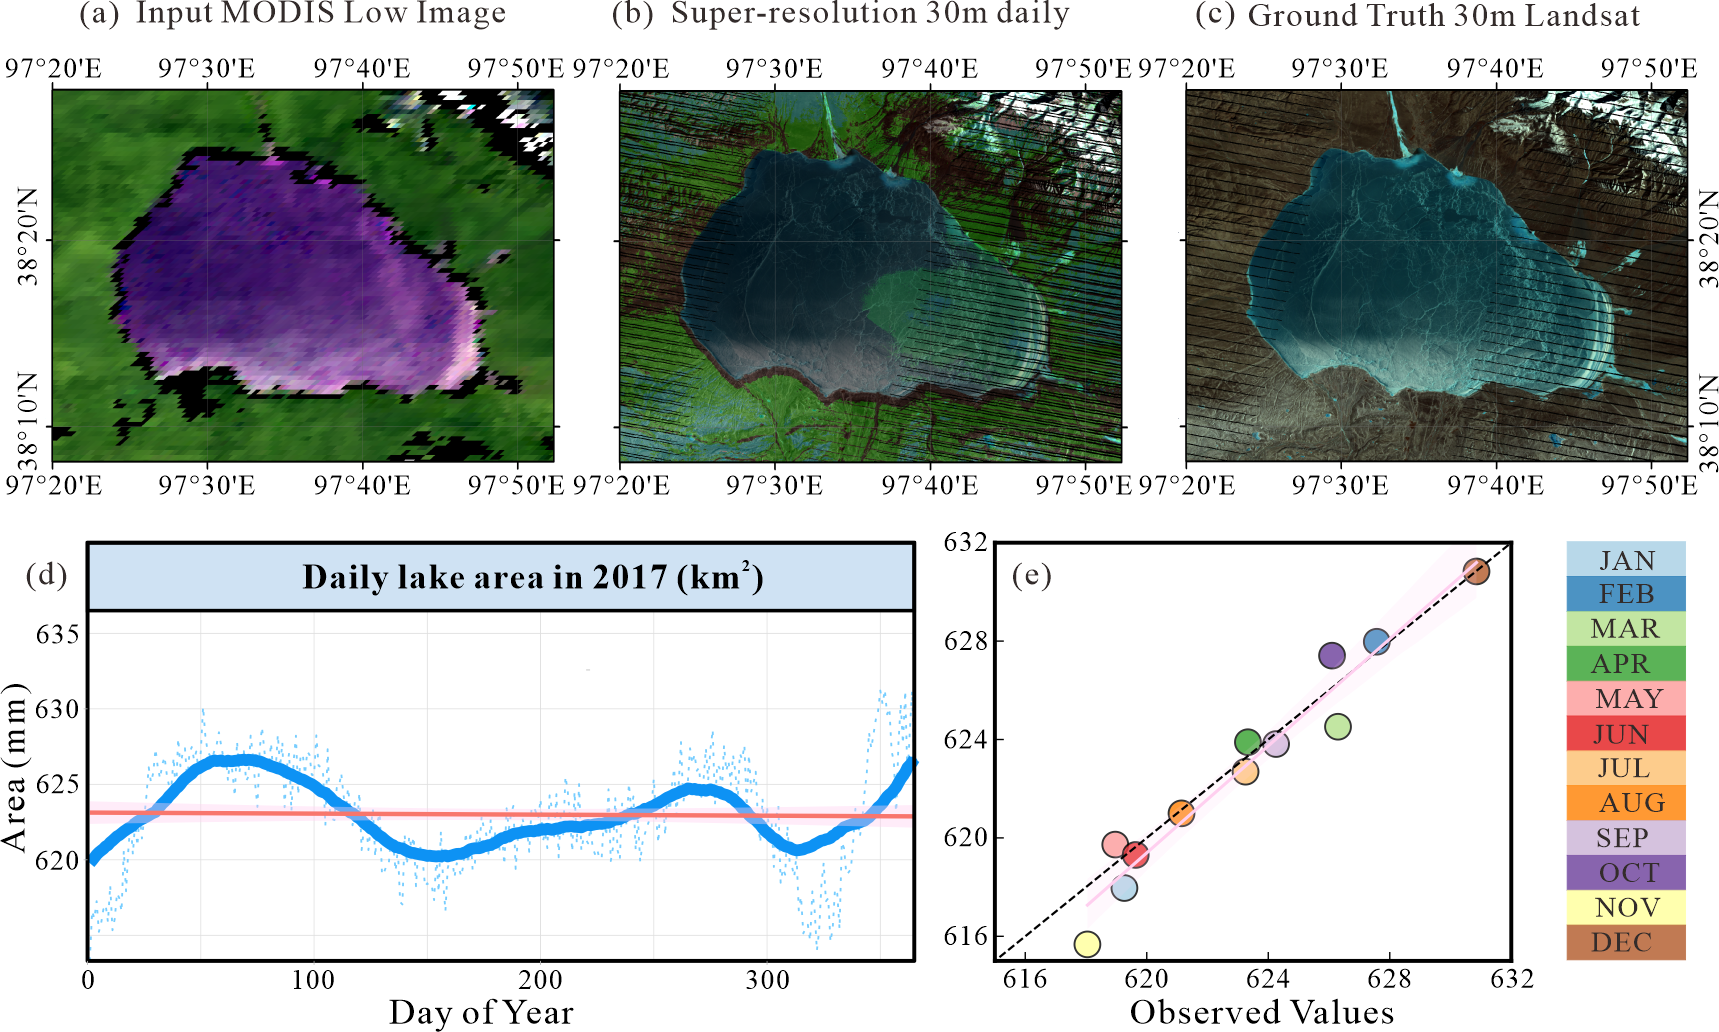 (a) Input MODIS Low Image
(b) Super-resolution 30m daily
(c) Ground Truth 30m Landsat
97°20'E 97°30'E 97°40'E 97°50'E 97°20'E 97°30'E 97°40'E 97°50'E 97°20'E 97°30'E 97°40'E 97°50'E
38°20'N
38°10'N
38°20'N
38°10'N
97°20'E 97°30'E 97°40'E 97°50'E 97°20'E 97°30'E 97°40'E 97°50'E 97°20'E 97°30'E 97°40'E 97°50'E
(d)
Daily lake area in 2017 (km²)
Area (mm)
635
630
625
620
0 100 200 300
Day of Year
(e)
632
628
624
620
616
616 620 624 628 632
Observed Values
JAN
FEB
MAR
APR
MAY
JUN
JUL
AUG
SEP
OCT
NOV
DEC